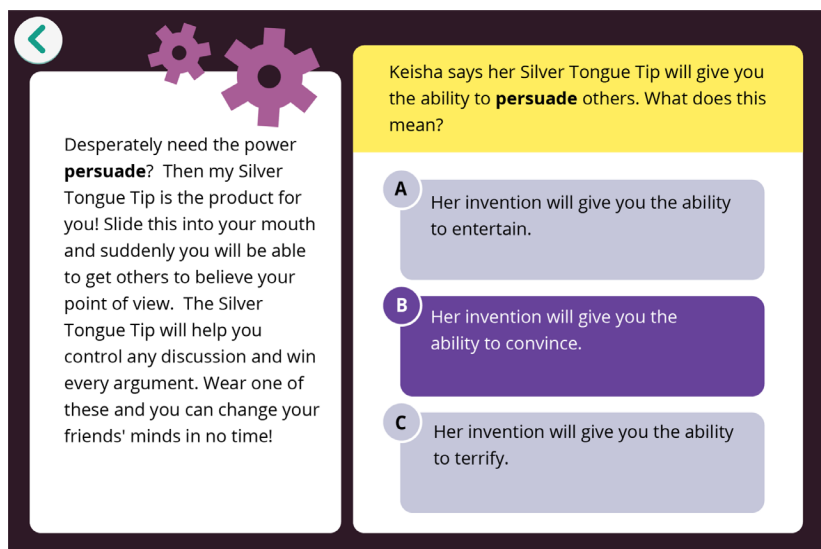 Desperately need the power
persuade?  Then my Silver
Tongue Tip is the product for
you! Slide this into your mouth
and suddenly you will be able
to get others to believe your
point of view.  The Silver
Tongue Tip will help you
control any discussion and win
every argument. Wear one of
these and you can change your
friends' minds in no time!
Keisha says her Silver Tongue Tip will give you
the ability to persuade others. What does this
mean?
A
Her invention will give you the ability
to entertain.
B
Her invention will give you the
ability to convince.
C
Her invention will give you the ability
to terrify.